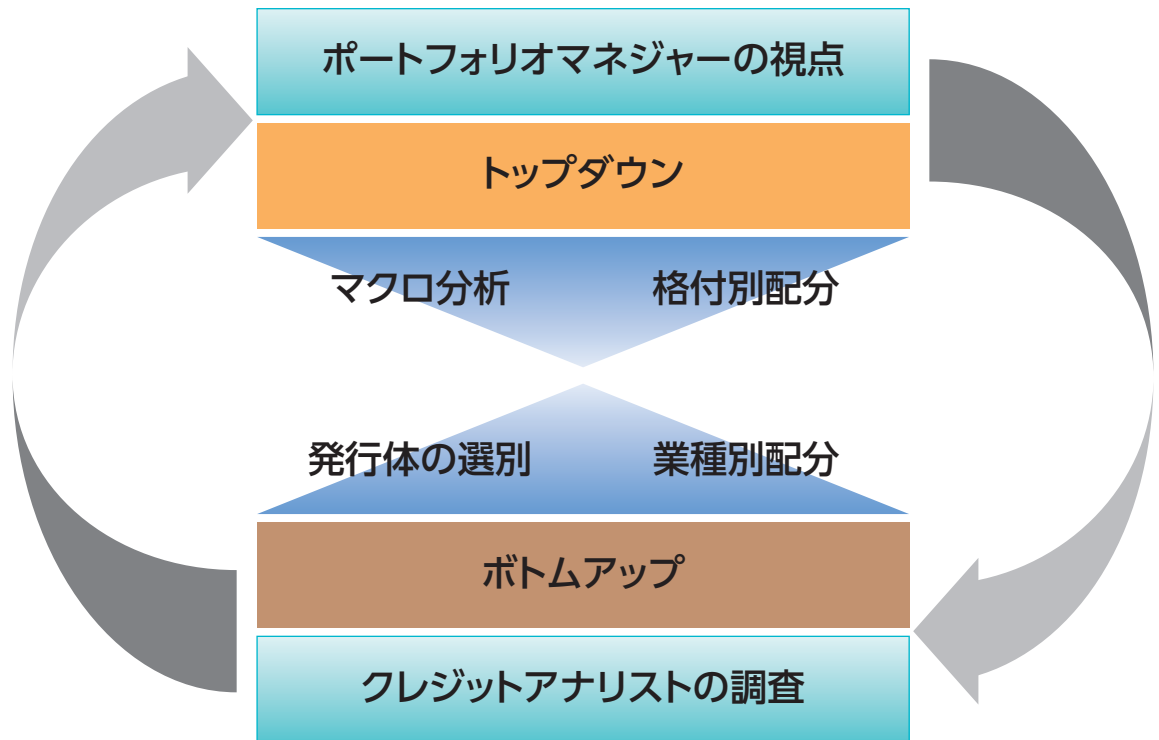 ポートフォリオマネジャーの視点
トップダウン
マクロ分析 格付別配分
発行体の選別 業種別配分
ボトムアップ
クレジットアナリストの調査